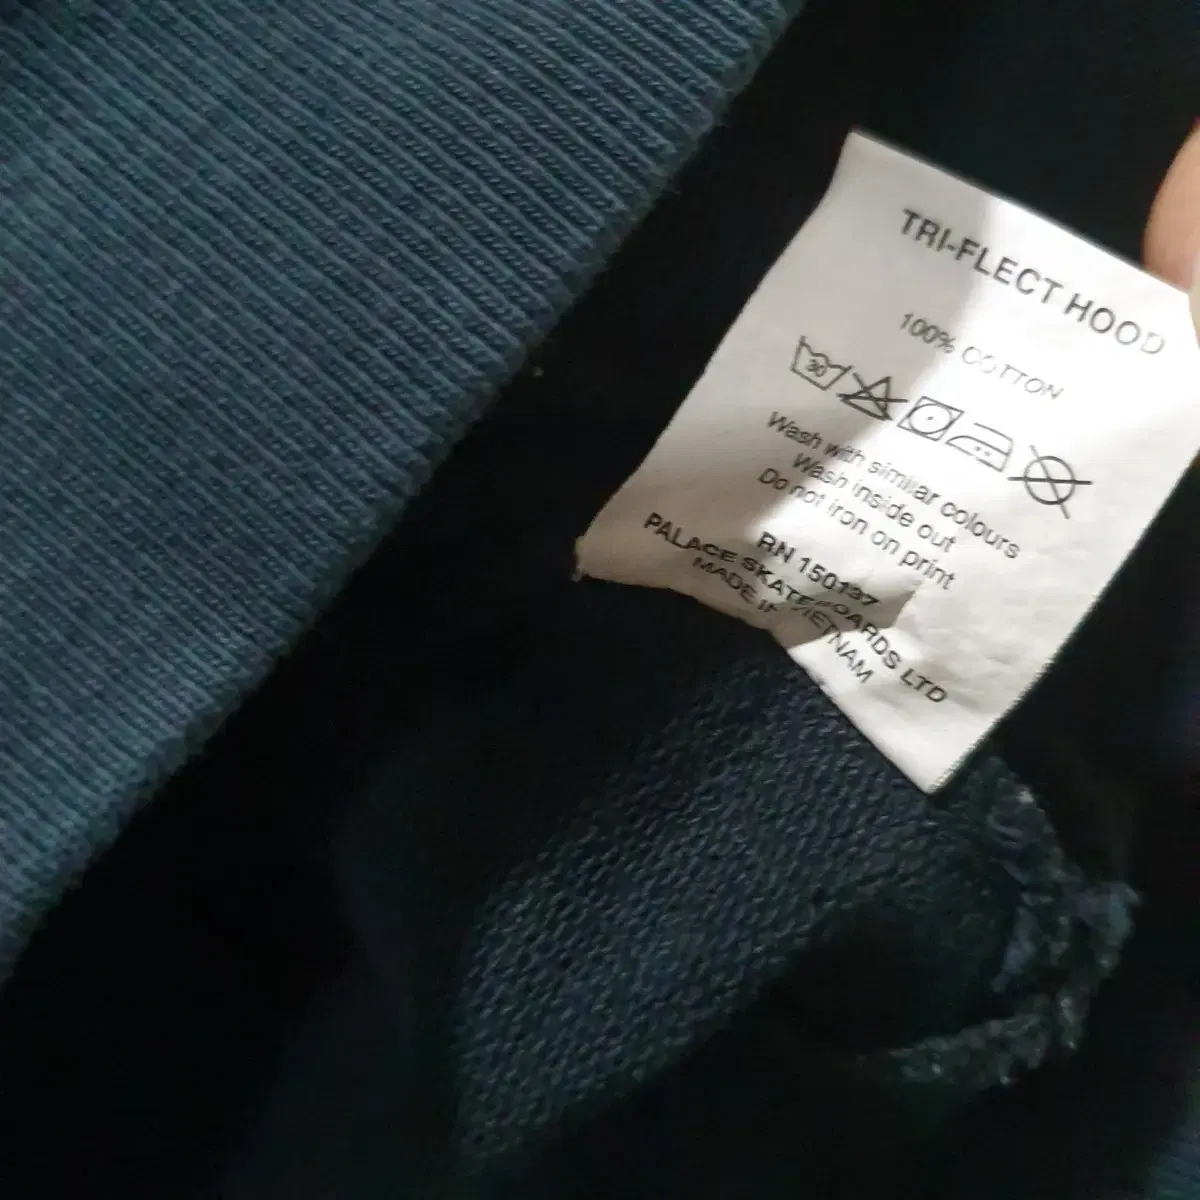 TRI-FLECT HOOD
100% COTTON
30
Wash with similar colours
Wash inside out
Do not iron on print
RN 150137
PALACE SKATEBOARDS LTD
MADE IN VIETNAM